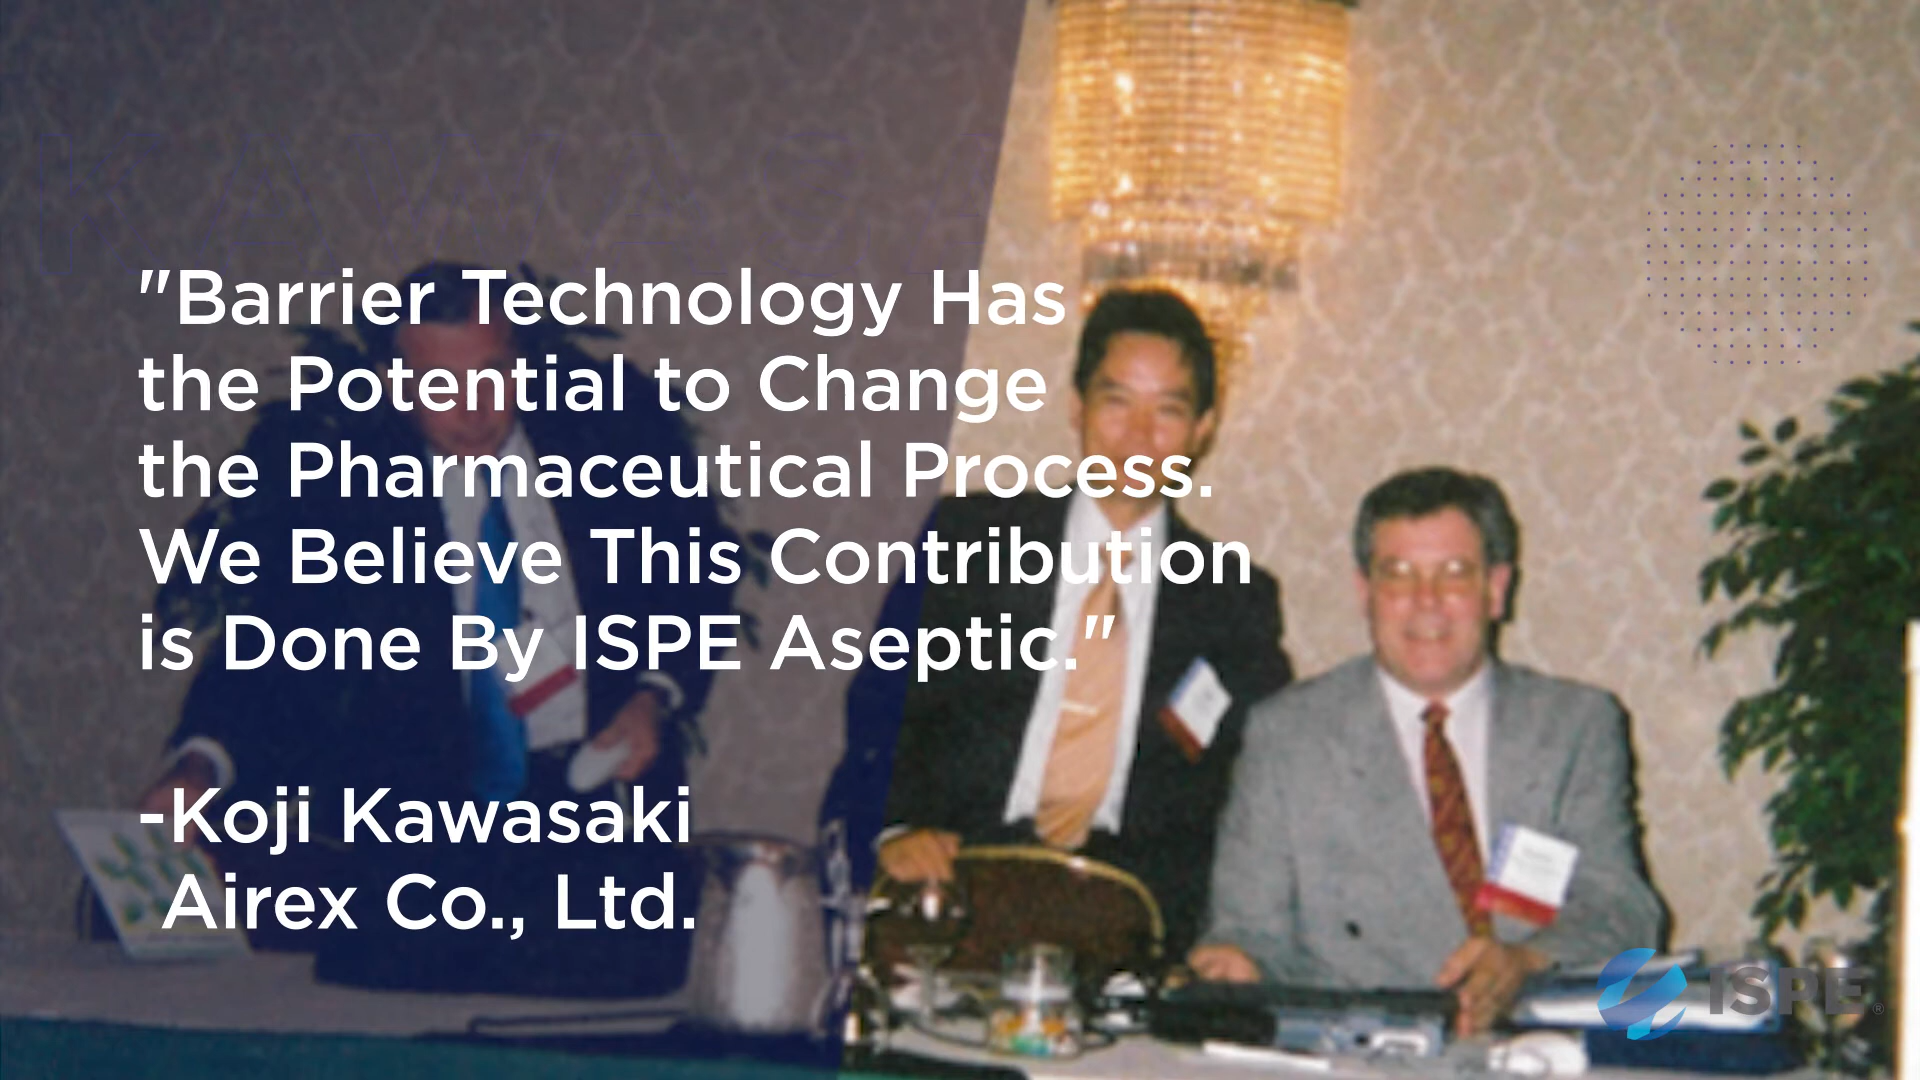 "Barrier Technology Has
the Potential to Change
the Pharmaceutical Process.
We Believe This Contribution
is Done By ISPE Aseptic."
-Koji Kawasaki
Airex Co., Ltd.
ISPE®